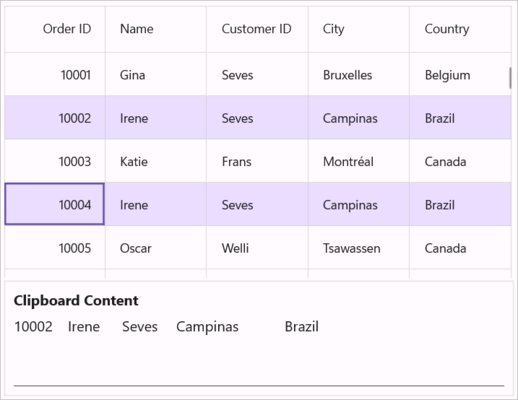 Order ID Name Customer ID City Country
10001 Gina Seves Bruxelles Belgium
10002 Irene Seves Campinas Brazil
10003 Katie Frans Montréal Canada
10004 Irene Seves Campinas Brazil
10005 Oscar Welli Tsawassen Canada
Clipboard Content
10002 Irene Seves Campinas Brazil